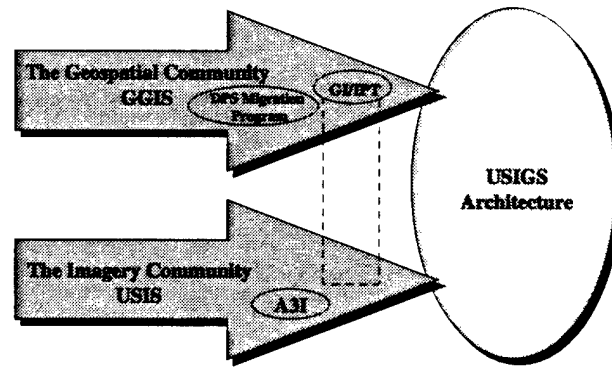 The Geospatial Community
GGIS
GI/IPT
DPS Migration
Program
USIGS
Architecture
The Imagery Community
USIS
A3I